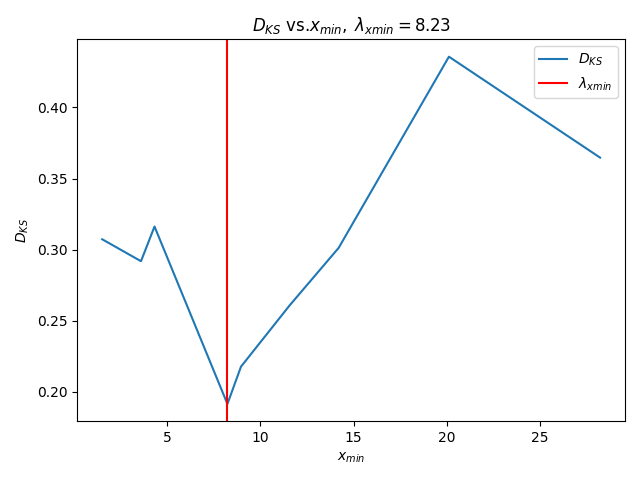 D_KS vs.x_min, λ_xmin = 8.23
D_KS
λ_xmin
0.40
0.35
0.30
0.25
0.20
D_KS
5 10 15 20 25
x_min